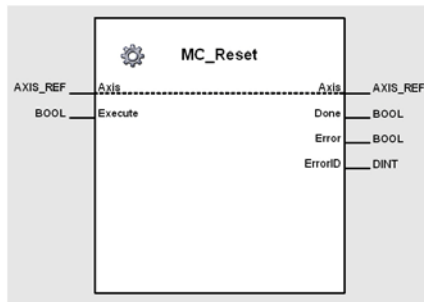 MC_Reset
AXIS_REF Axis Axis AXIS_REF
BOOL Execute Done BOOL
Error BOOL
ErrorID DINT